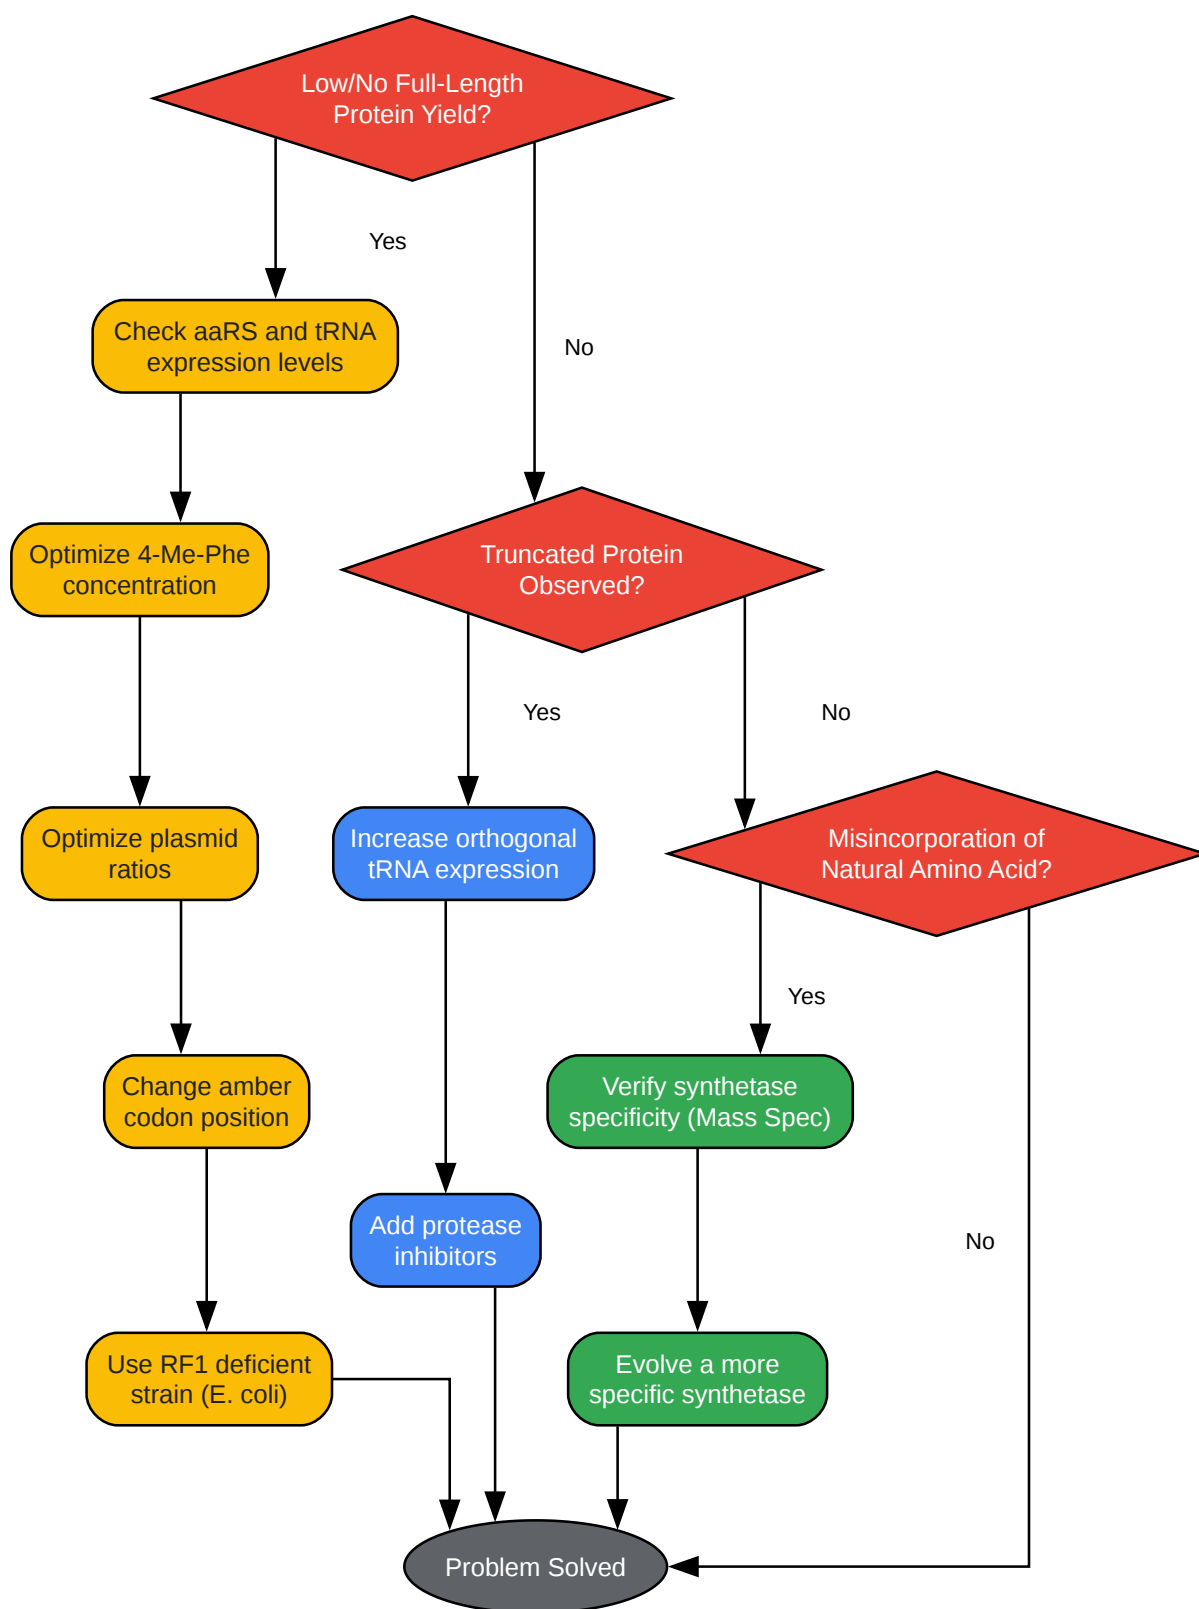 Low/No Full-Length
Protein Yield?
Yes
Check aaRS and tRNA
expression levels
No
Optimize 4-Me-Phe
concentration
Truncated Protein
Observed?
Yes
No
Optimize plasmid
ratios
Increase orthogonal
tRNA expression
Misincorporation of
Natural Amino Acid?
Yes
Change amber
codon position
Verify synthetase
specificity (Mass Spec)
Add protease
inhibitors
No
Use RF1 deficient
strain (E. coli)
Evolve a more
specific synthetase
Problem Solved